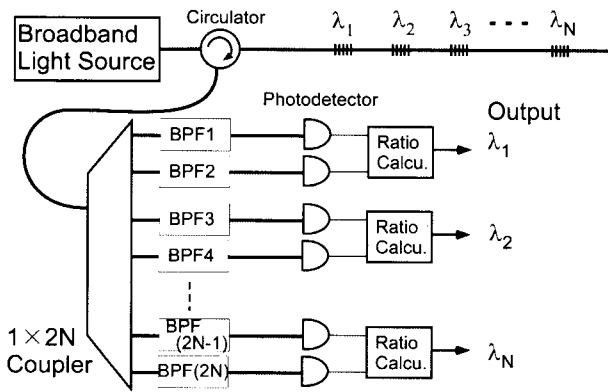 Circulator
Broadband
Light Source
λ1 λ2 λ3 λN
Photodetector
Output
BPF1
BPF2
Ratio
Calcu.
λ1
BPF3
BPF4
Ratio
Calcu.
λ2
1×2N
Coupler
BPF
(2N-1)
BPF(2N)
Ratio
Calcu.
λN